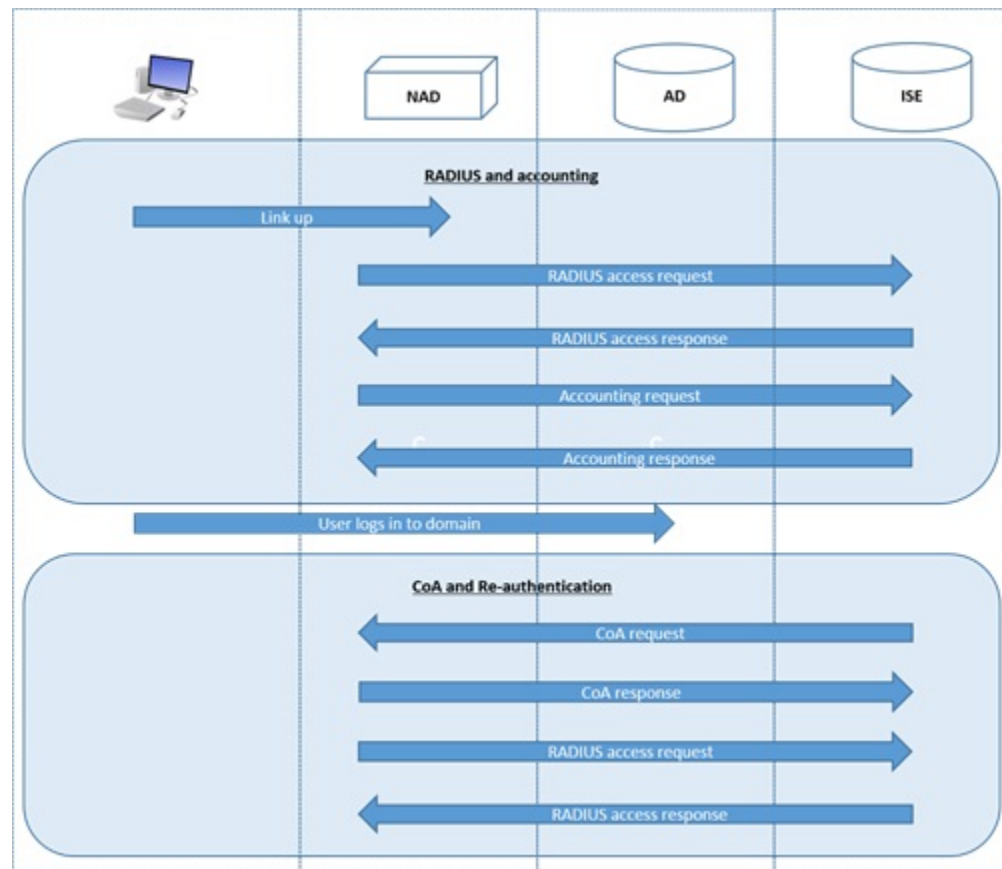 NAD
AD
ISE
RADIUS and accounting
Link up
RADIUS access request
RADIUS access response
Accounting request
Accounting response
User logs in to domain
CoA and Re-authentication
CoA request
CoA response
RADIUS access request
RADIUS access response